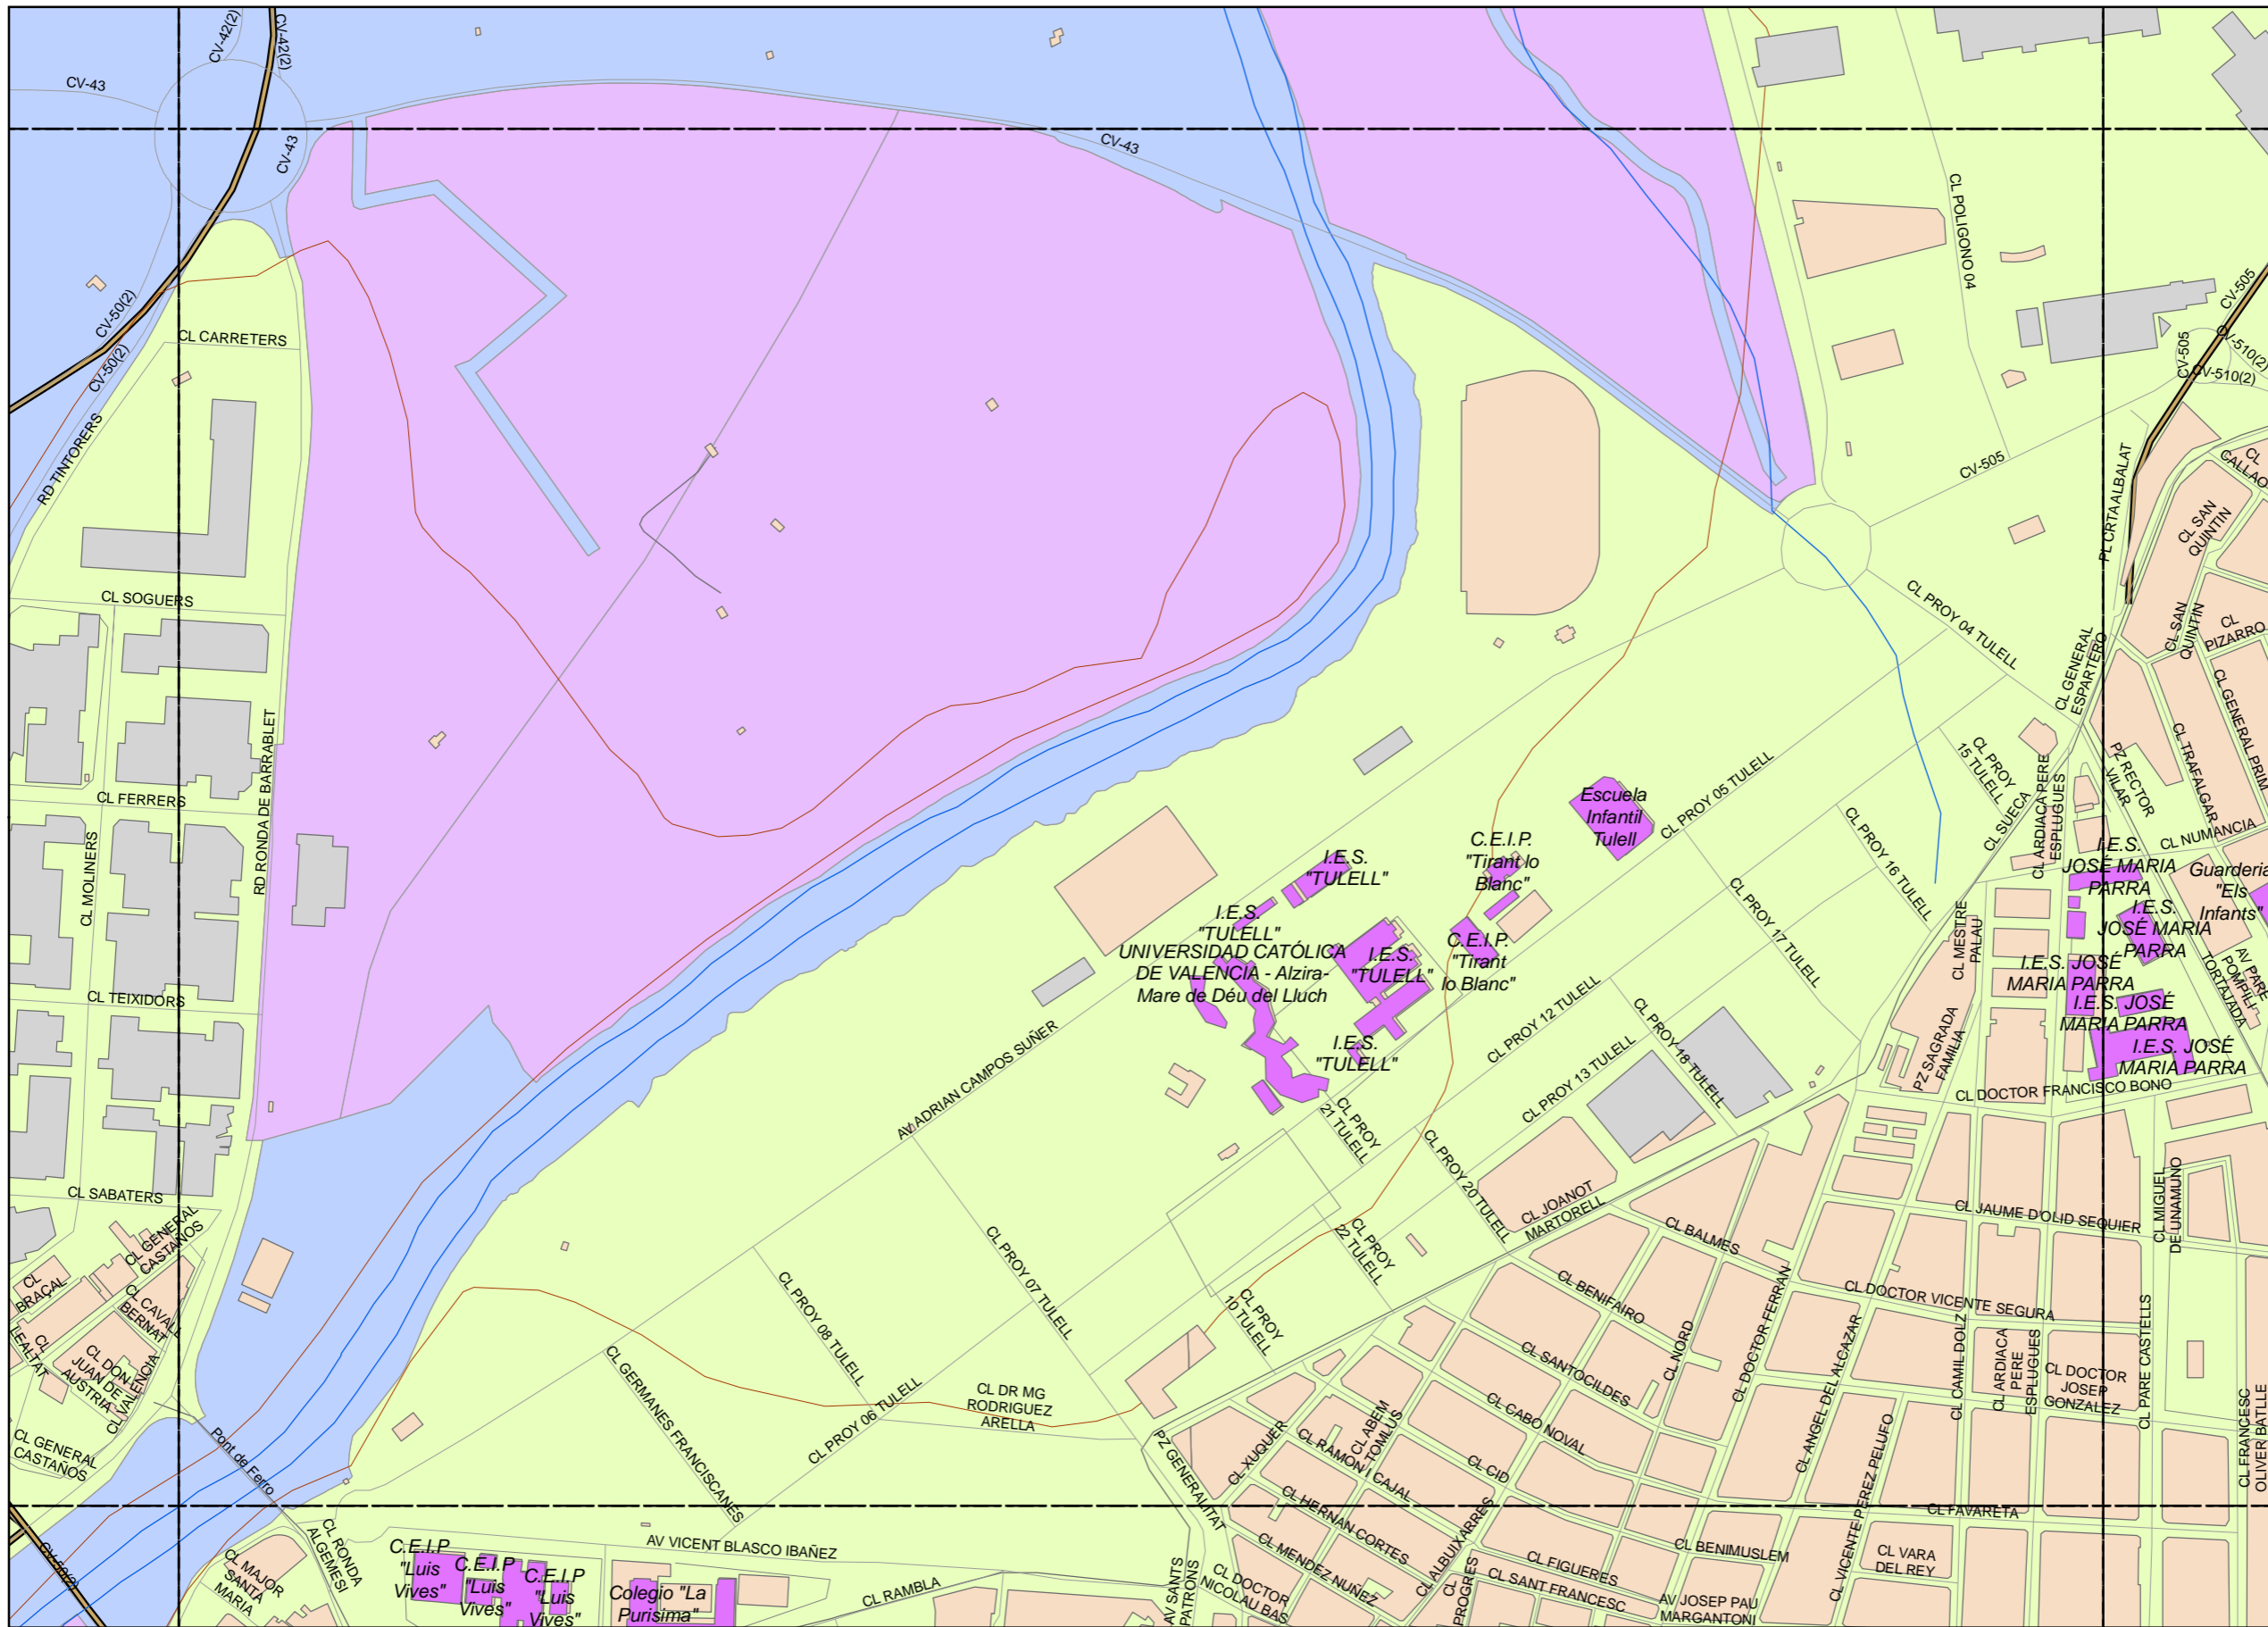 CV-42(2)
CV-42(2)
CV-43
CV-43
CV-43
CV-50(2)
CV-50(2)
CL CARRETERS
RD TINTORERS
CL POLIGONO 04
CV-505
CV-505
CV-510(2)
CV-510(2)
CV-505
PL CRTA ALBALAT
CL
CALLAO
CL SAN
QUINTIN
CL SOGUERS
CL PROY 04 TULELL
CL SAN
QUINTIN
CL
PIZARRO
CL GENERAL
ESPARTERO
CL GENERAL PRIM
CL TRAFALGAR
RD RONDA DE BARRABLET
CL FERRERS
CL MOLINERS
CL PROY
15 TULELL
PZ RECTOR
VILAR
CL PROY 05 TULELL
Escuela
Infantil
Tulell
CL SUECA
CL ARDIACA PERE
ESPLUGUES
CL NUMANCIA
CL PROY 16 TULELL
C.E.I.P.
"Tirant lo
Blanc"
I.E.S.
"TULELL"
I.E.S.
JOSÉ MARIA
PARRA
Guarderia
"Els
Infants"
CL PROY 17 TULELL
I.E.S.
"TULELL"
UNIVERSIDAD CATÓLICA
DE VALENCIA - Alzira-
Mare de Déu del Lluch
I.E.S.
"TULELL"
C.E.I.P.
"Tirant
lo Blanc"
CL MESTRE
PALAU
I.E.S.
JOSÉ MARIA
PARRA
I.E.S. JOSÉ
MARIA PARRA
AV PARE
POMPILI
TORTAJADA
CL TEIXIDORS
I.E.S. JOSÉ
MARIA PARRA
I.E.S. JOSÉ
MARIA PARRA
CL PROY 12 TULELL
CL PROY 18 TULELL
I.E.S.
"TULELL"
AV ADRIAN CAMPOS SUÑER
CL PROY 13 TULELL
PZ SAGRADA
FAMILIA
CL DOCTOR FRANCISCO BONO
CL PROY
21 TULELL
CL PROY 20 TULELL
CL SABATERS
CL JOANOT
MARTORELL
CL BALMES
CL JAUME D'OLID SEQUIER
CL MIGUEL
DE UNAMUNO
CL GENERAL
CASTAÑOS
CL
BRAÇAL
CL CAVALL
BERNAT
CL PROY 07 TULELL
CL PROY
22 TULELL
CL PROY 08 TULELL
CL PROY
10 TULELL
CL BENIFAIRO
CL DOCTOR VICENTE SEGURA
CL
LEALTAT
CL DON
JUAN DE
AUSTRIA
CL VALENCIA
CL GERMANES FRANCISCANES
CL SANTOCILDES
CL NORD
CL DOCTOR FERRAN
CL ANGEL DEL ALCAZAR
CL CAMIL DOLZ
CL ARDIACA
PERE
ESPLUGUES
CL DOCTOR
JOSEP
GONZALEZ
CL PARE CASTELLS
CL FRANCESC
OLIVER BATLLE
CL DR MG
RODRIGUEZ
ARELLA
CL PROY 06 TULELL
CL GENERAL
CASTAÑOS
Pont de Ferro
PZ GENERALITAT
CL XUQUER
CL ABEM
TOMLUS
CL RAMON I CAJAL
CL CABO NOVAL
CL CID
CL VICENTE PEREZ PELUFO
CL HERNAN CORTES
CL FAVARETA
CL ALBUIXARRES
CL MENDEZ NUÑEZ
CL BENIMUSLEM
CL VARA
DEL REY
CL FIGUERES
CL SANT FRANCESC
CL
PROGRES
AV JOSEP PAU
MARGANTONI
CV-50(2)
CL RONDA
ALGEMESI
CL MAJOR
SANTA
MARIA
C.E.I.P
"Luis
Vives"
C.E.I.P
"Luis
Vives"
C.E.I.P
"Luis
Vives"
AV VICENT BLASCO IBAÑEZ
Colegio "La
Purisima"
CL RAMBLA
AV SANTS
PATRONS
CL DOCTOR
NICOLAU BAS